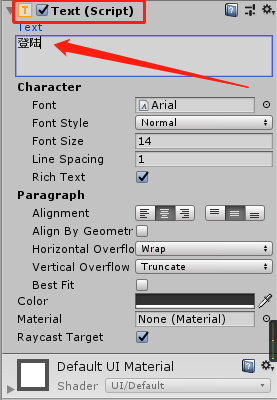 Text (Script)
Text
登陆
Character
Font Arial
Font Style Normal
Font Size 14
Line Spacing 1
Rich Text
Paragraph
Alignment
Align By Geometr
Horizontal Overflo Wrap
Vertical Overflow Truncate
Best Fit
Color
Material None (Material)
Raycast Target
Default UI Material
Shader UI/Default